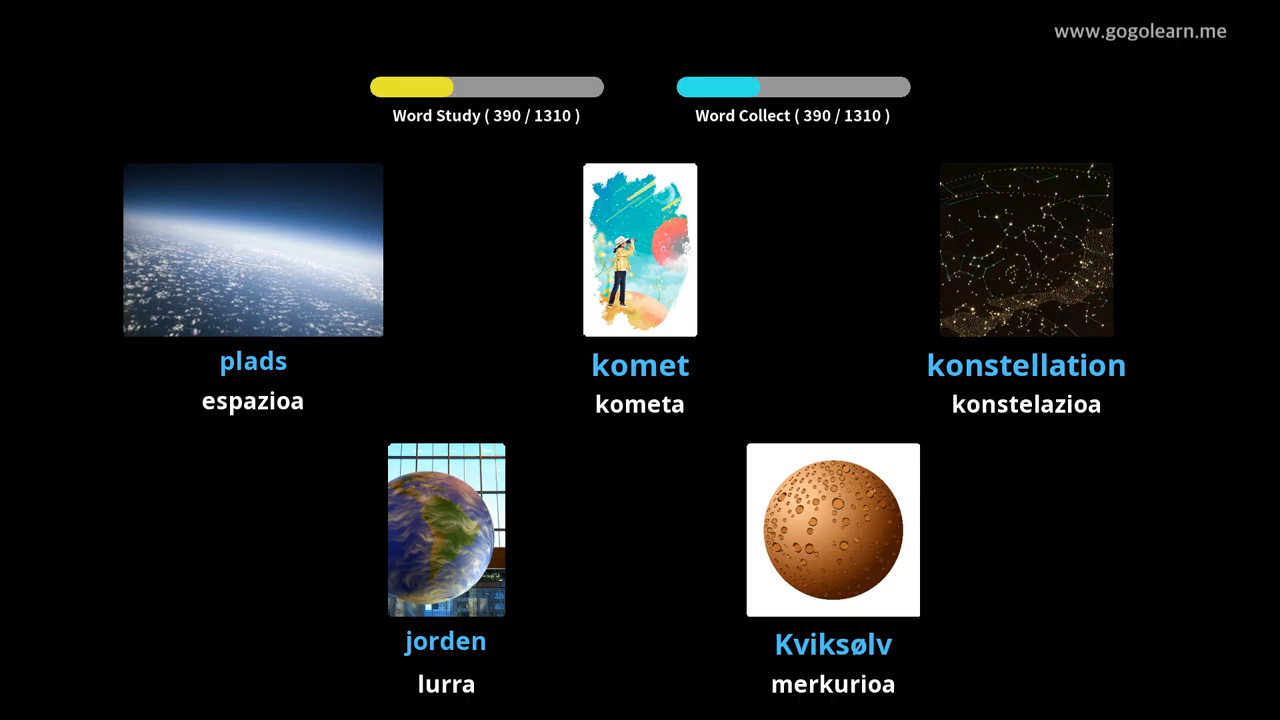 www.gogolearn.me
Word Study ( 390 / 1310 )
Word Collect ( 390 / 1310 )
plads
komet
konstellation
espazioa
kometa
konstelazioa
jorden
Kviksølv
lurra
merkurioa